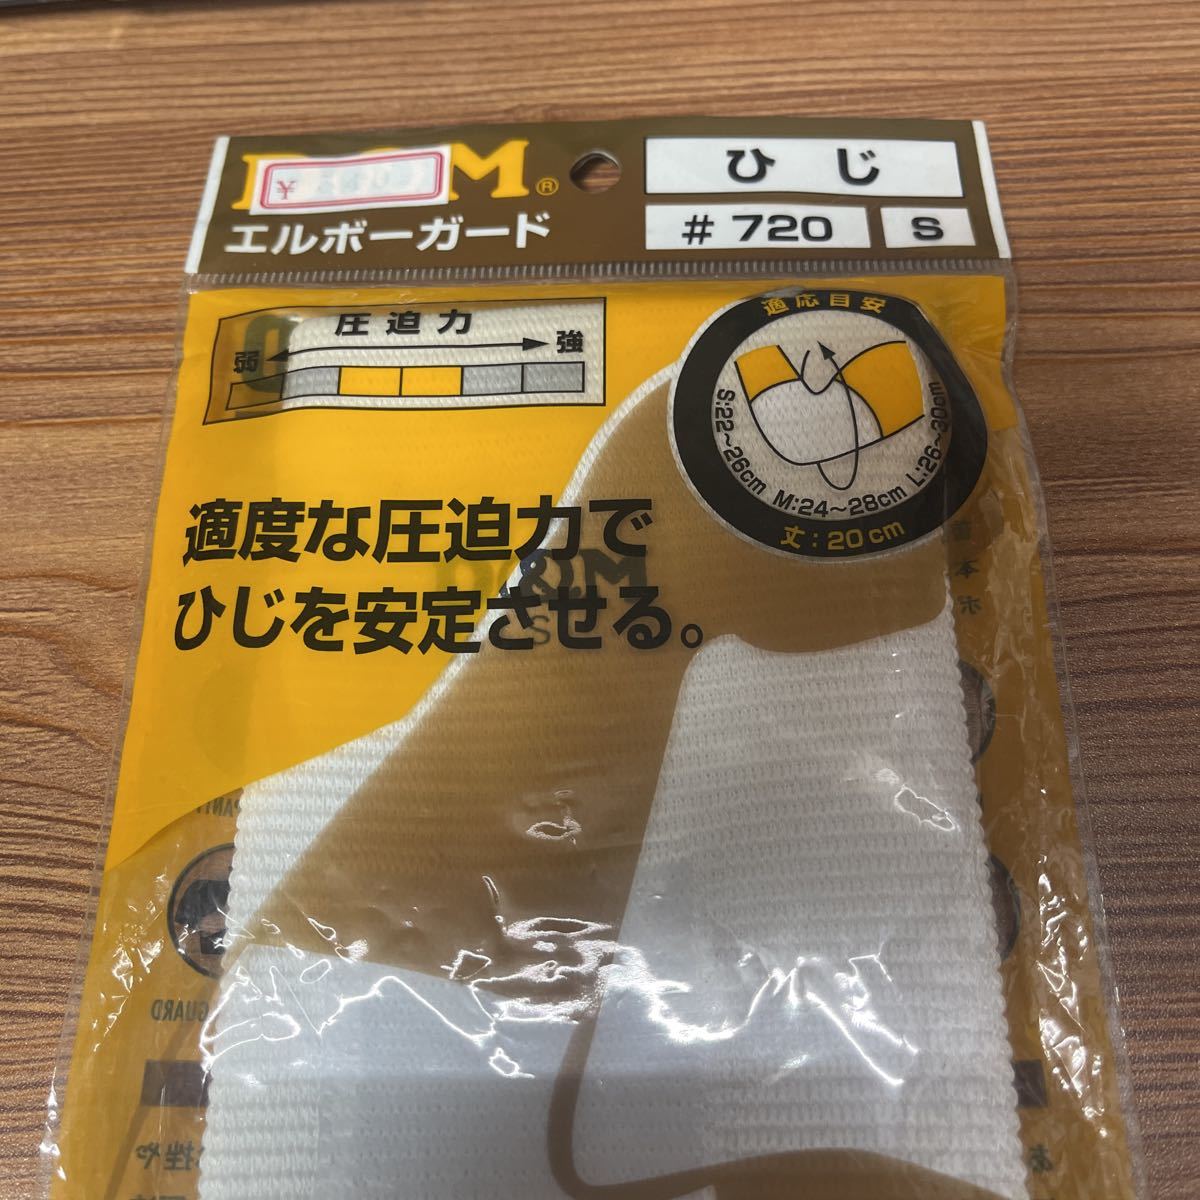 D&M®
¥
エルボーガード
ひじ
# 720
S
圧迫力
弱
強
適応目安
S:22~26cm M:24~28cm L:26~30cm
丈:20cm
適度な圧迫力で
ひじを安定させる。
D&M
S
GUARD